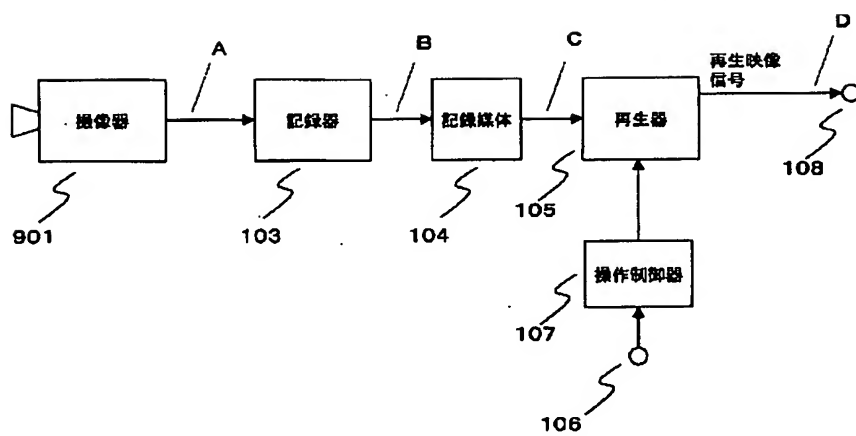 A
B
C
D
再生映像
信号
撮像器
記録器
記録媒体
再生器
108
901
103
104
105
操作制御器
107
106